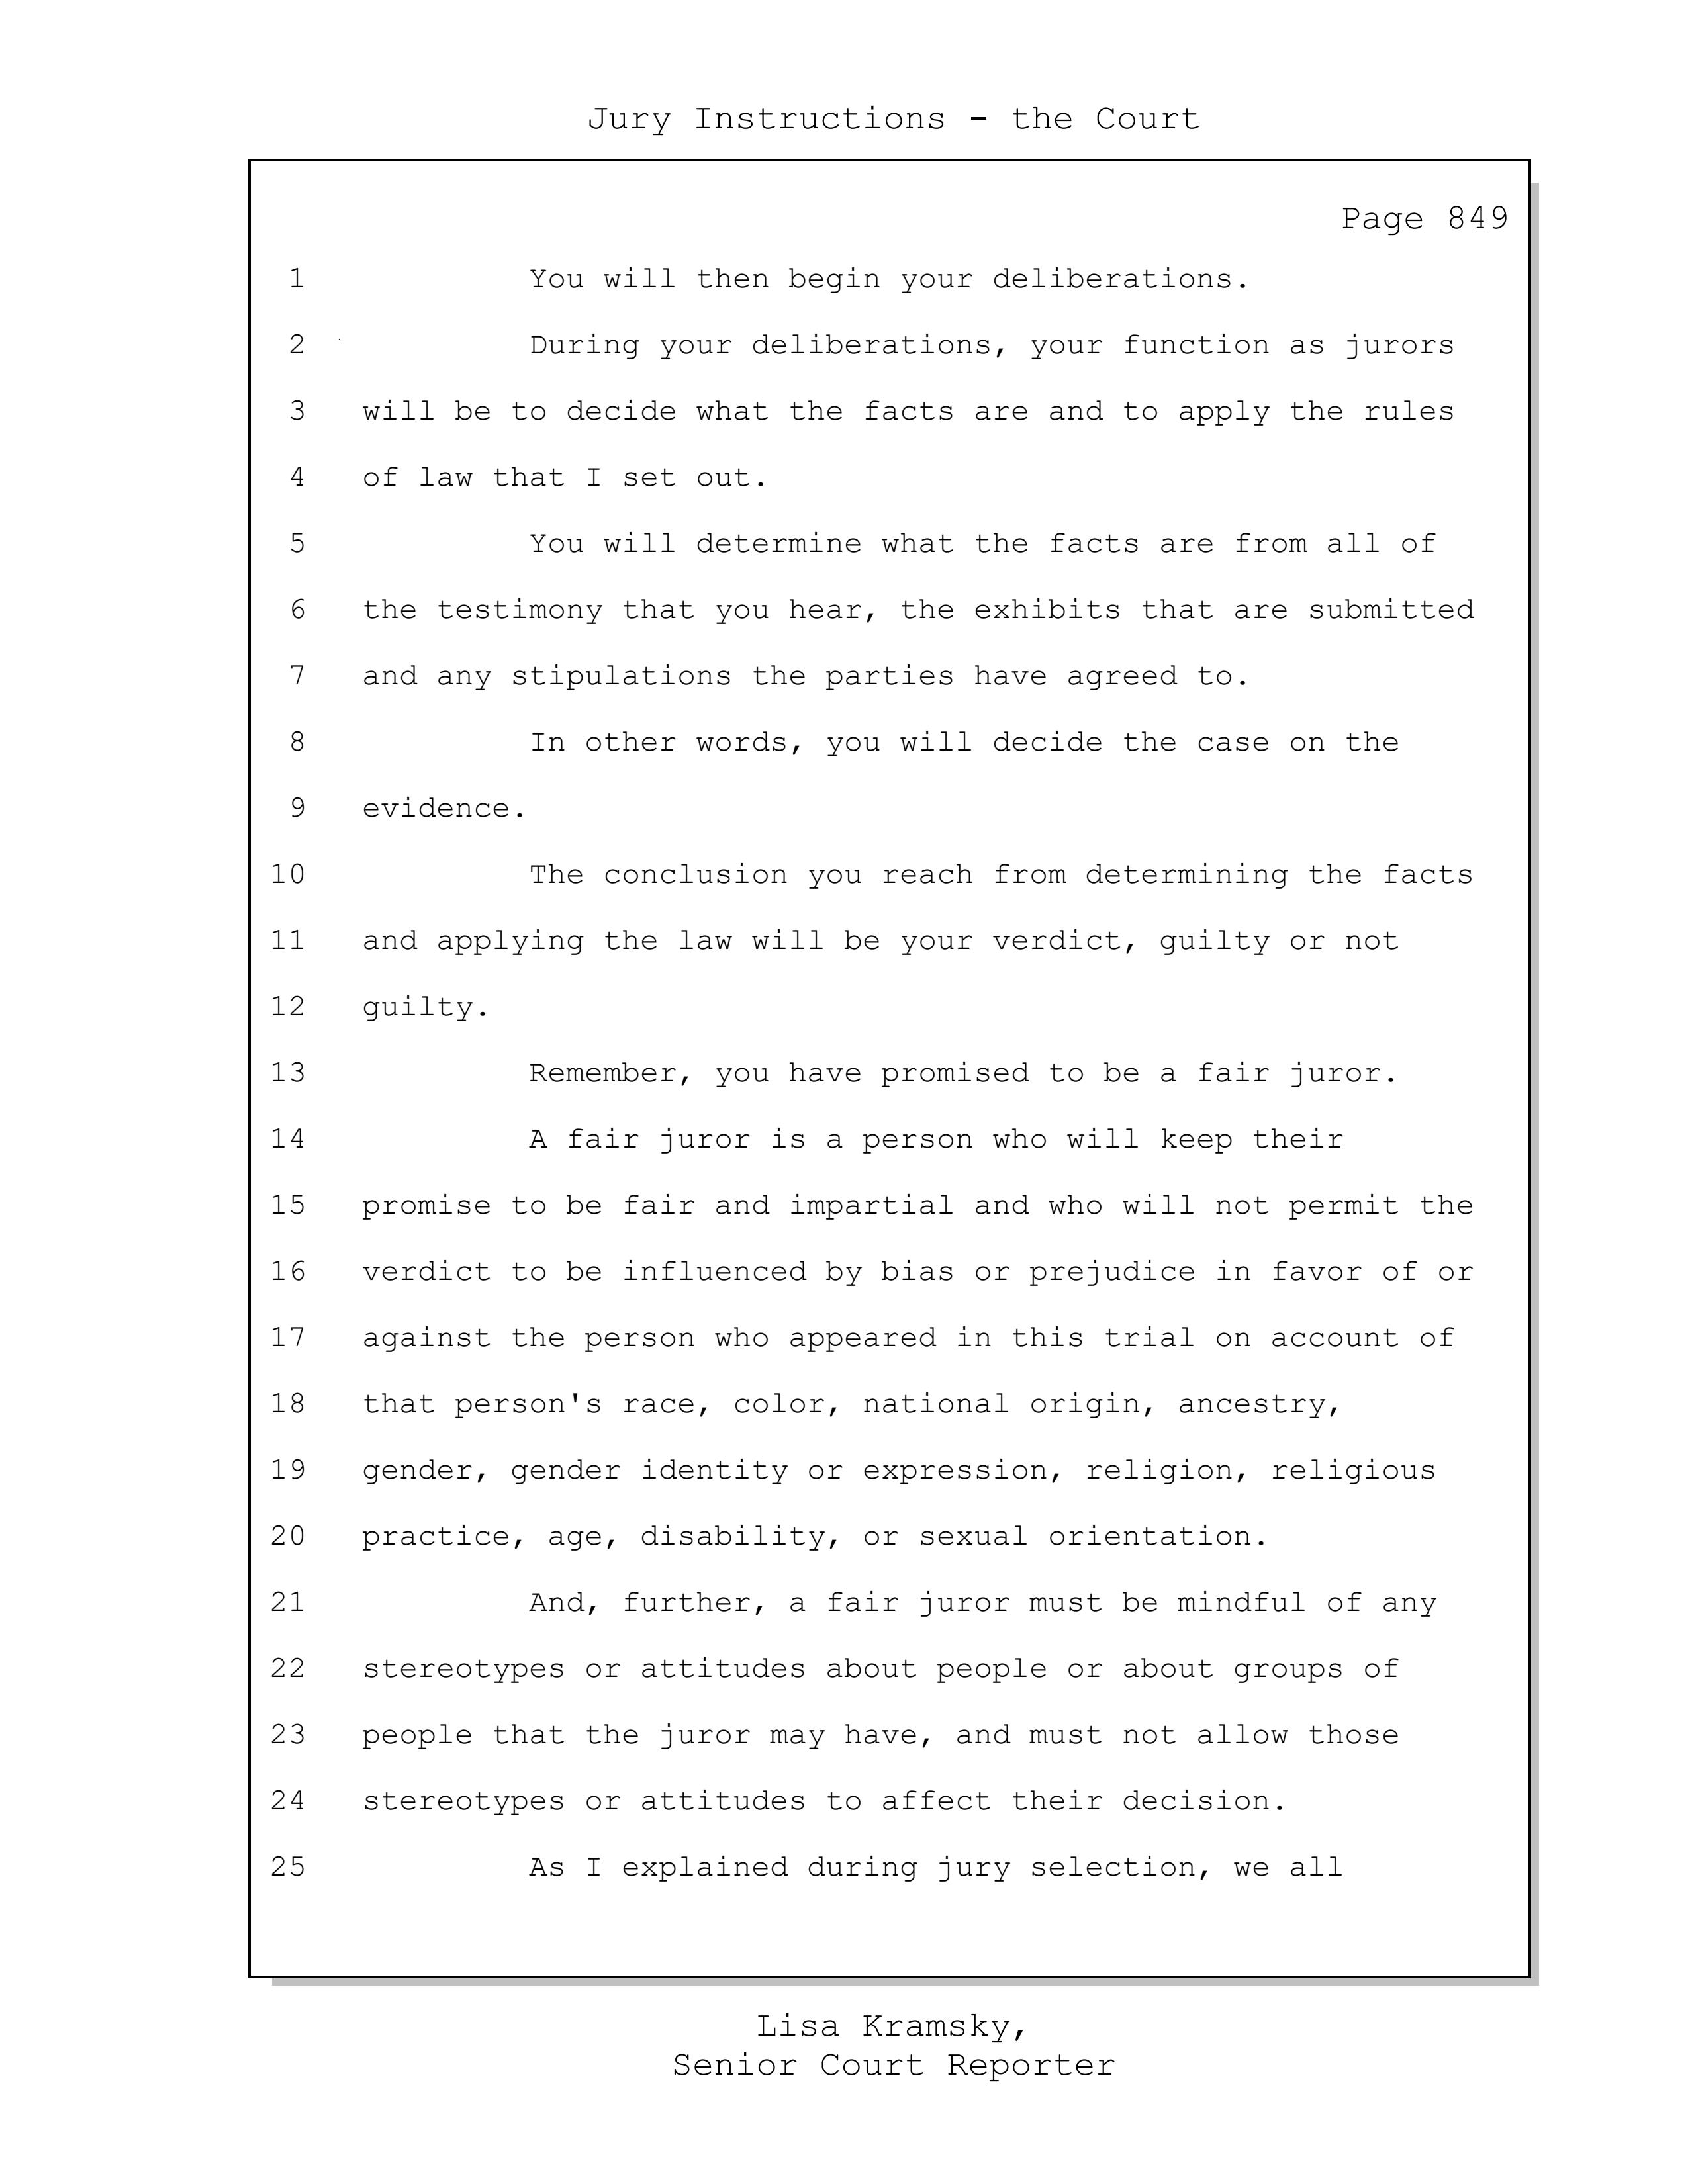 Jury Instructions - the Court
Page 849
1 You will then begin your deliberations.
2 During your deliberations, your function as jurors
3 will be to decide what the facts are and to apply the rules
4 of law that I set out.
5 You will determine what the facts are from all of
6 the testimony that you hear, the exhibits that are submitted
7 and any stipulations the parties have agreed to.
8 In other words, you will decide the case on the
9 evidence.
10 The conclusion you reach from determining the facts
11 and applying the law will be your verdict, guilty or not
12 guilty.
13 Remember, you have promised to be a fair juror.
14 A fair juror is a person who will keep their
15 promise to be fair and impartial and who will not permit the
16 verdict to be influenced by bias or prejudice in favor of or
17 against the person who appeared in this trial on account of
18 that person's race, color, national origin, ancestry,
19 gender, gender identity or expression, religion, religious
20 practice, age, disability, or sexual orientation.
21 And, further, a fair juror must be mindful of any
22 stereotypes or attitudes about people or about groups of
23 people that the juror may have, and must not allow those
24 stereotypes or attitudes to affect their decision.
25 As I explained during jury selection, we all
Lisa Kramsky,
Senior Court Reporter